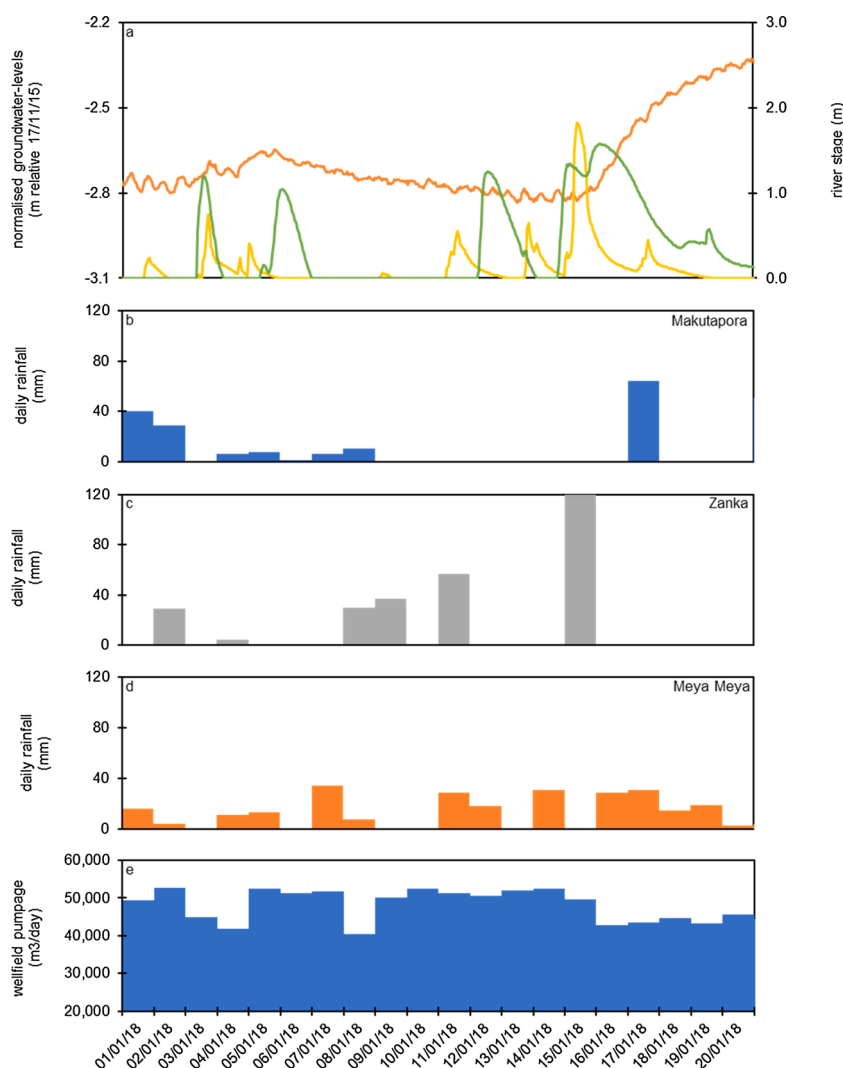 normalised groundwater-levels
(m relative 17/11/15)
-2.2
-2.5
-2.8
-3.1
a
3.0
2.0
1.0
0.0
river stage (m)
daily rainfall
(mm)
120
80
40
0
b
Makutapora
daily rainfall
(mm)
120
80
40
0
c
Zanka
daily rainfall
(mm)
120
80
40
0
d
Meya Meya
wellfield pumpage
(m3/day)
60,000
50,000
40,000
30,000
20,000
e
01/01/18
02/01/18
03/01/18
04/01/18
05/01/18
06/01/18
07/01/18
08/01/18
09/01/18
10/01/18
11/01/18
12/01/18
13/01/18
14/01/18
15/01/18
16/01/18
17/01/18
18/01/18
19/01/18
20/01/18